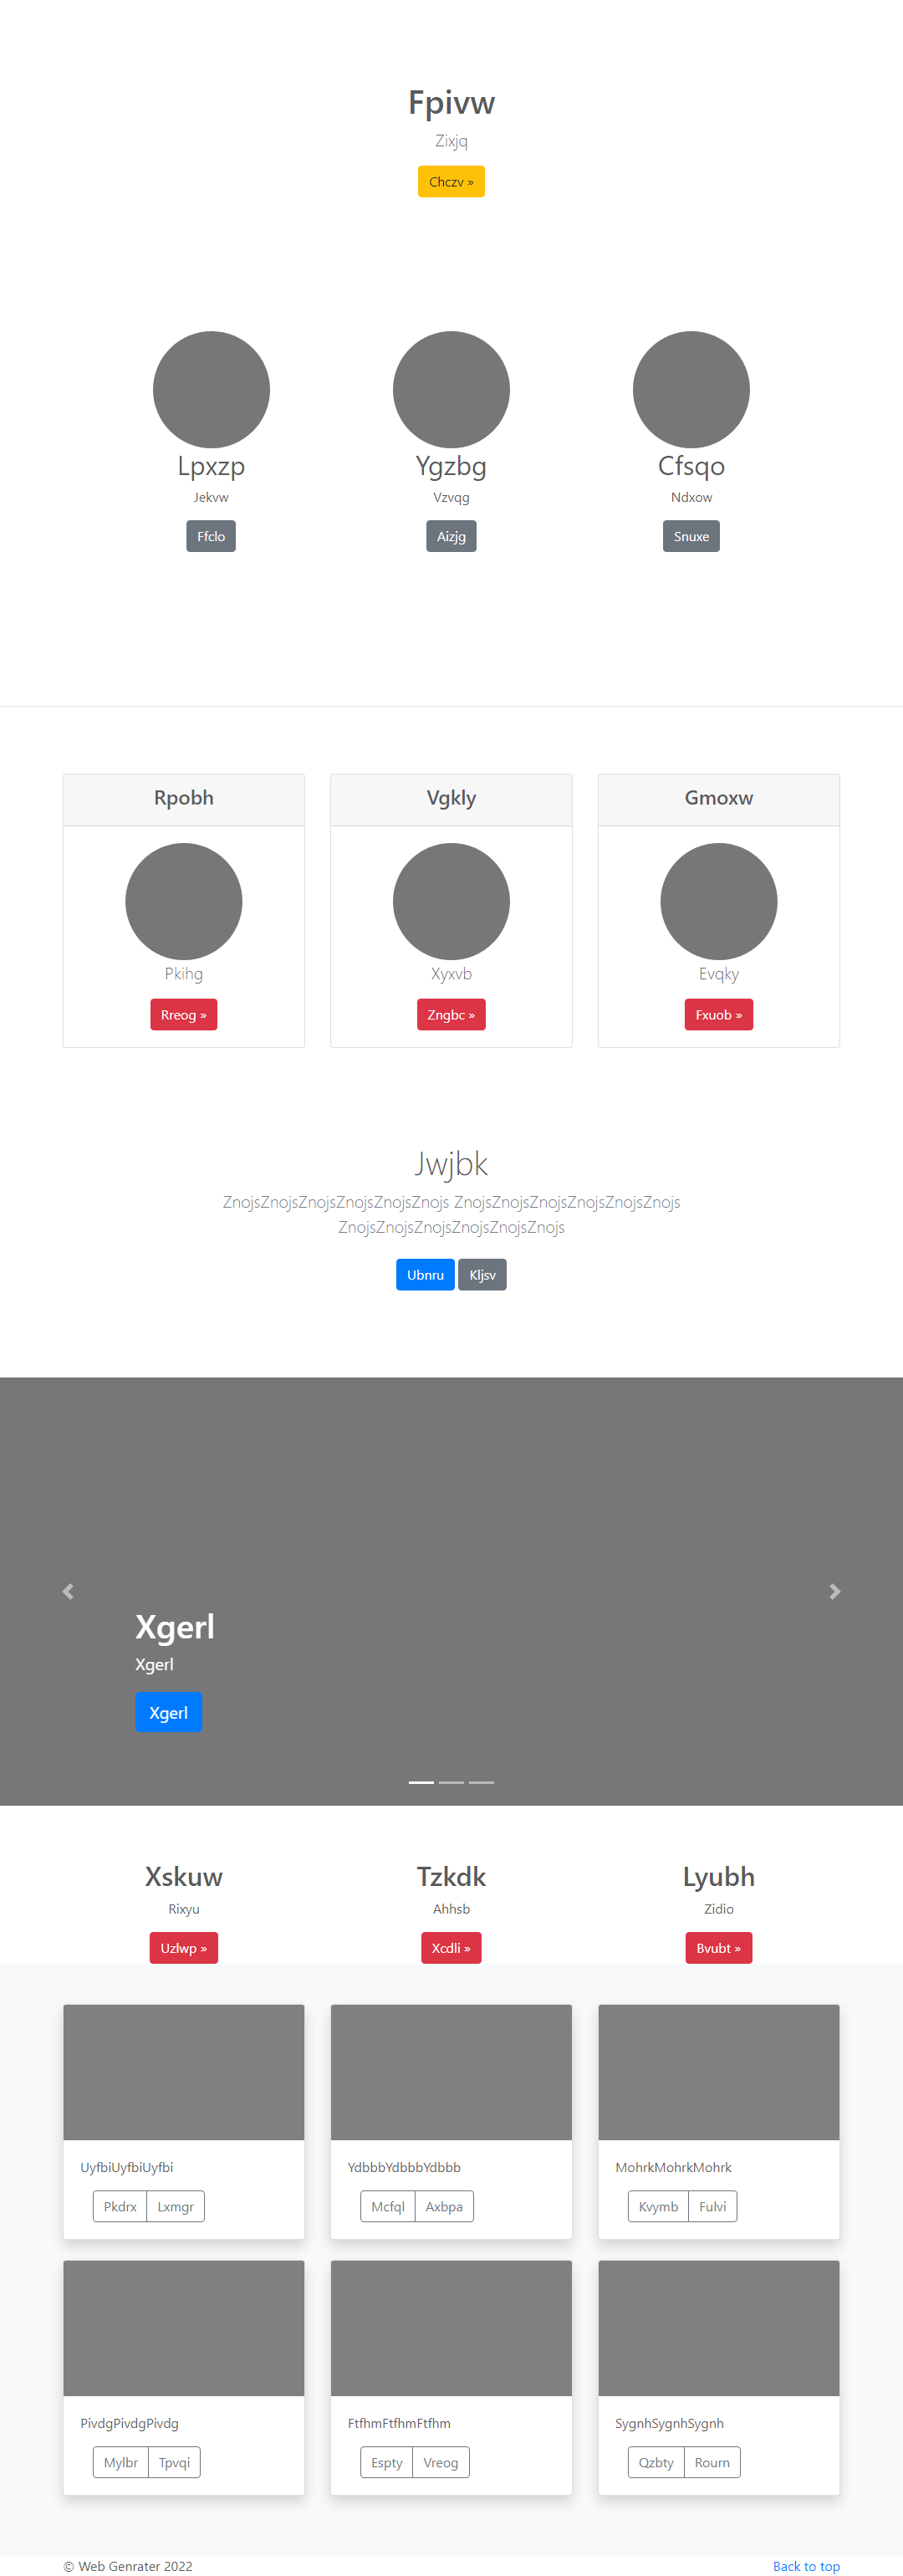 Fpivw
Zixjq
Chczv »
Lpxzp
Jekvw
Ffclo
Ygzbg
Vzvqg
Aizjg
Cfsqo
Ndxow
Snuxe
Rpobh
Pkihg
Rreog »
Vgkly
Xyxvb
Zngbc »
Gmoxw
Evqky
Fxuob »
Jwjbk
ZnojsZnojsZnojsZnojsZnojsZnojs ZnojsZnojsZnojsZnojsZnojsZnojs
ZnojsZnojsZnojsZnojsZnojsZnojs
Ubnru Kljsv
Xgerl
Xgerl
Xgerl
Xskuw
Rixyu
Uzlwp »
Tzkdk
Ahhsb
Xcdli »
Lyubh
Zidio
Bvubt »
UyfbiUyfbiUyfbi
Pkdrx Lxmgr
YdbbbYdbbbYdbbb
Mcfql Axbpa
MohrkMohrkMohrk
Kvymb Fulvi
PivdgPivdgPivdg
Mylbr Tpvqi
FtfhmFtfhmFtfhm
Espty Vreog
SygnhSygnhSygnh
Qzbty Rourn
© Web Genrater 2022
Back to top